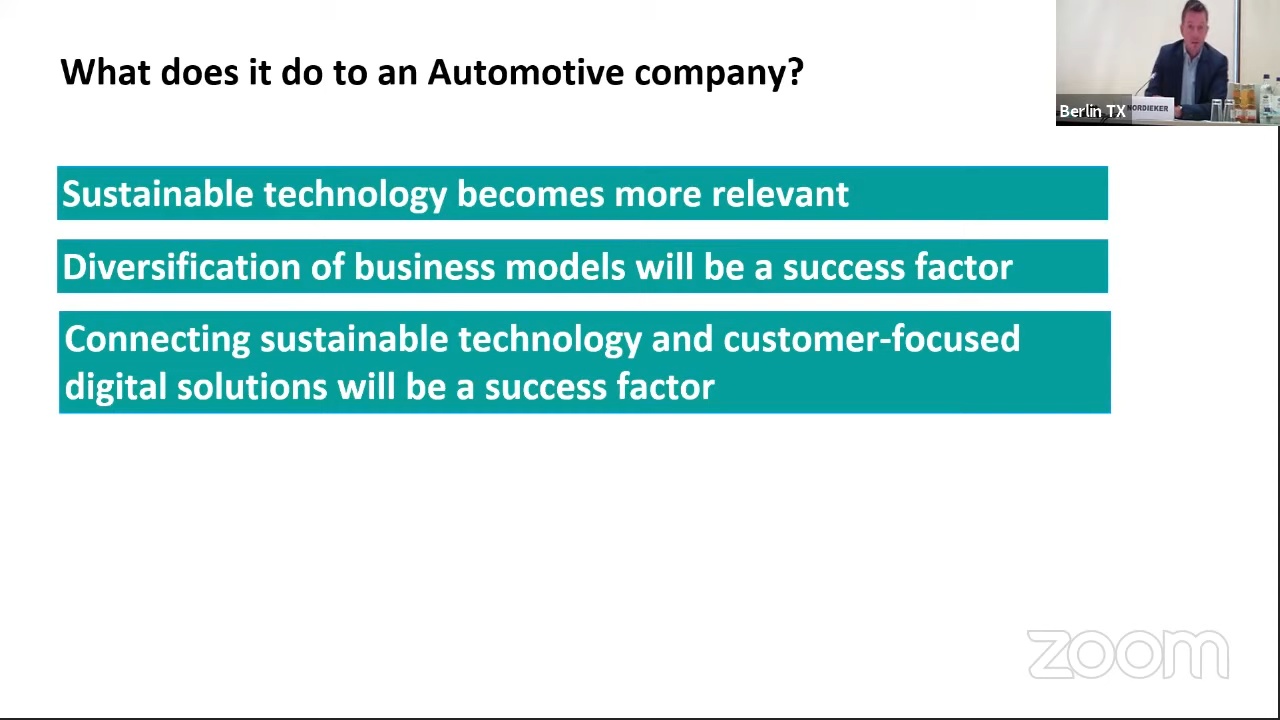 What does it do to an Automotive company?
Berlin TX
NORDIEKER
Sustainable technology becomes more relevant
Diversification of business models will be a success factor
Connecting sustainable technology and customer-focused
digital solutions will be a success factor
zoom